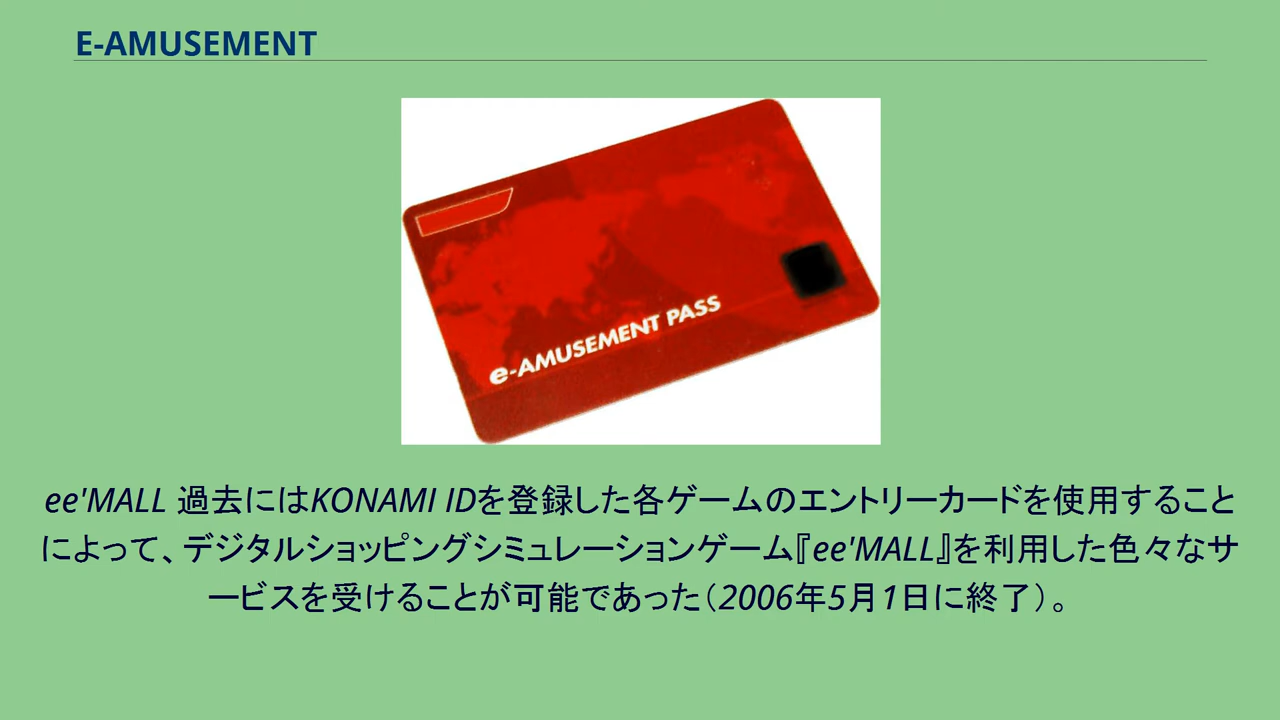 E-AMUSEMENT
e-AMUSEMENT PASS
ee'MALL 過去にはKONAMI IDを登録した各ゲームのエントリーカードを使用すること
によって、デジタルショッピングシミュレーションゲーム『ee'MALL』を利用した色々なサ
ービスを受けることが可能であった（2006年5月1日に終了）。